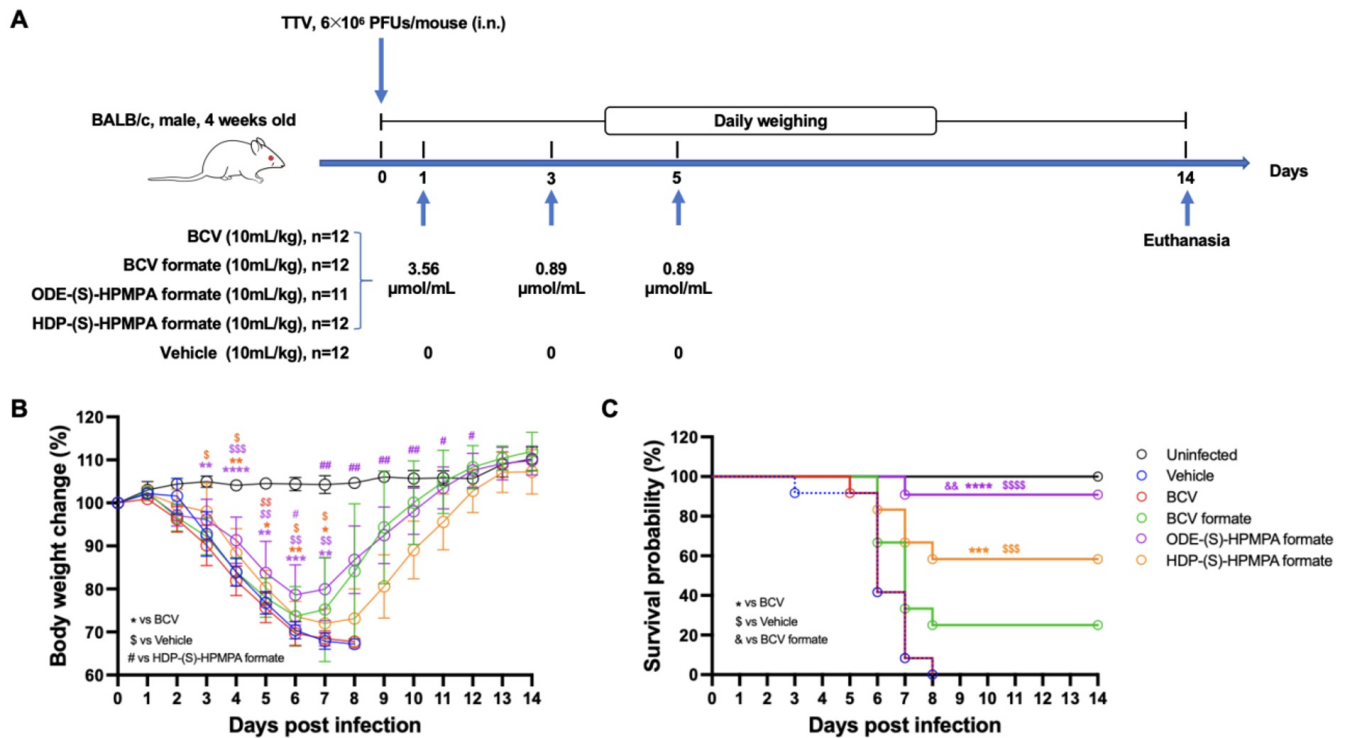 A
TTV, 6×10⁶ PFUs/mouse (i.n.)
BALB/c, male, 4 weeks old
Daily weighing
0 1 3 5 14
Days
BCV (10mL/kg), n=12
BCV formate (10mL/kg), n=12
ODE-(S)-HPMPA formate (10mL/kg), n=11
HDP-(S)-HPMPA formate (10mL/kg), n=12
3.56 0.89 0.89
μmol/mL μmol/mL μmol/mL
Vehicle (10mL/kg), n=12 0 0 0
Euthanasia
B
Body weight change (%)
120
110
100
90
80
70
60
$
**
$
$$$
**
****
$$
$$
*
**
#
$
$$
**
***
##
$
*
$$
**
##
##
##
#
#
* vs BCV
$ vs Vehicle
# vs HDP-(S)-HPMPA formate
0 1 2 3 4 5 6 7 8 9 10 11 12 13 14
Days post infection
C
Survival probability (%)
120
100
80
60
40
20
0
&& **** $$$$
*** $$$
* vs BCV
$ vs Vehicle
& vs BCV formate
0 1 2 3 4 5 6 7 8 9 10 11 12 13 14
Days post infection
Uninfected
Vehicle
BCV
BCV formate
ODE-(S)-HPMPA formate
HDP-(S)-HPMPA formate